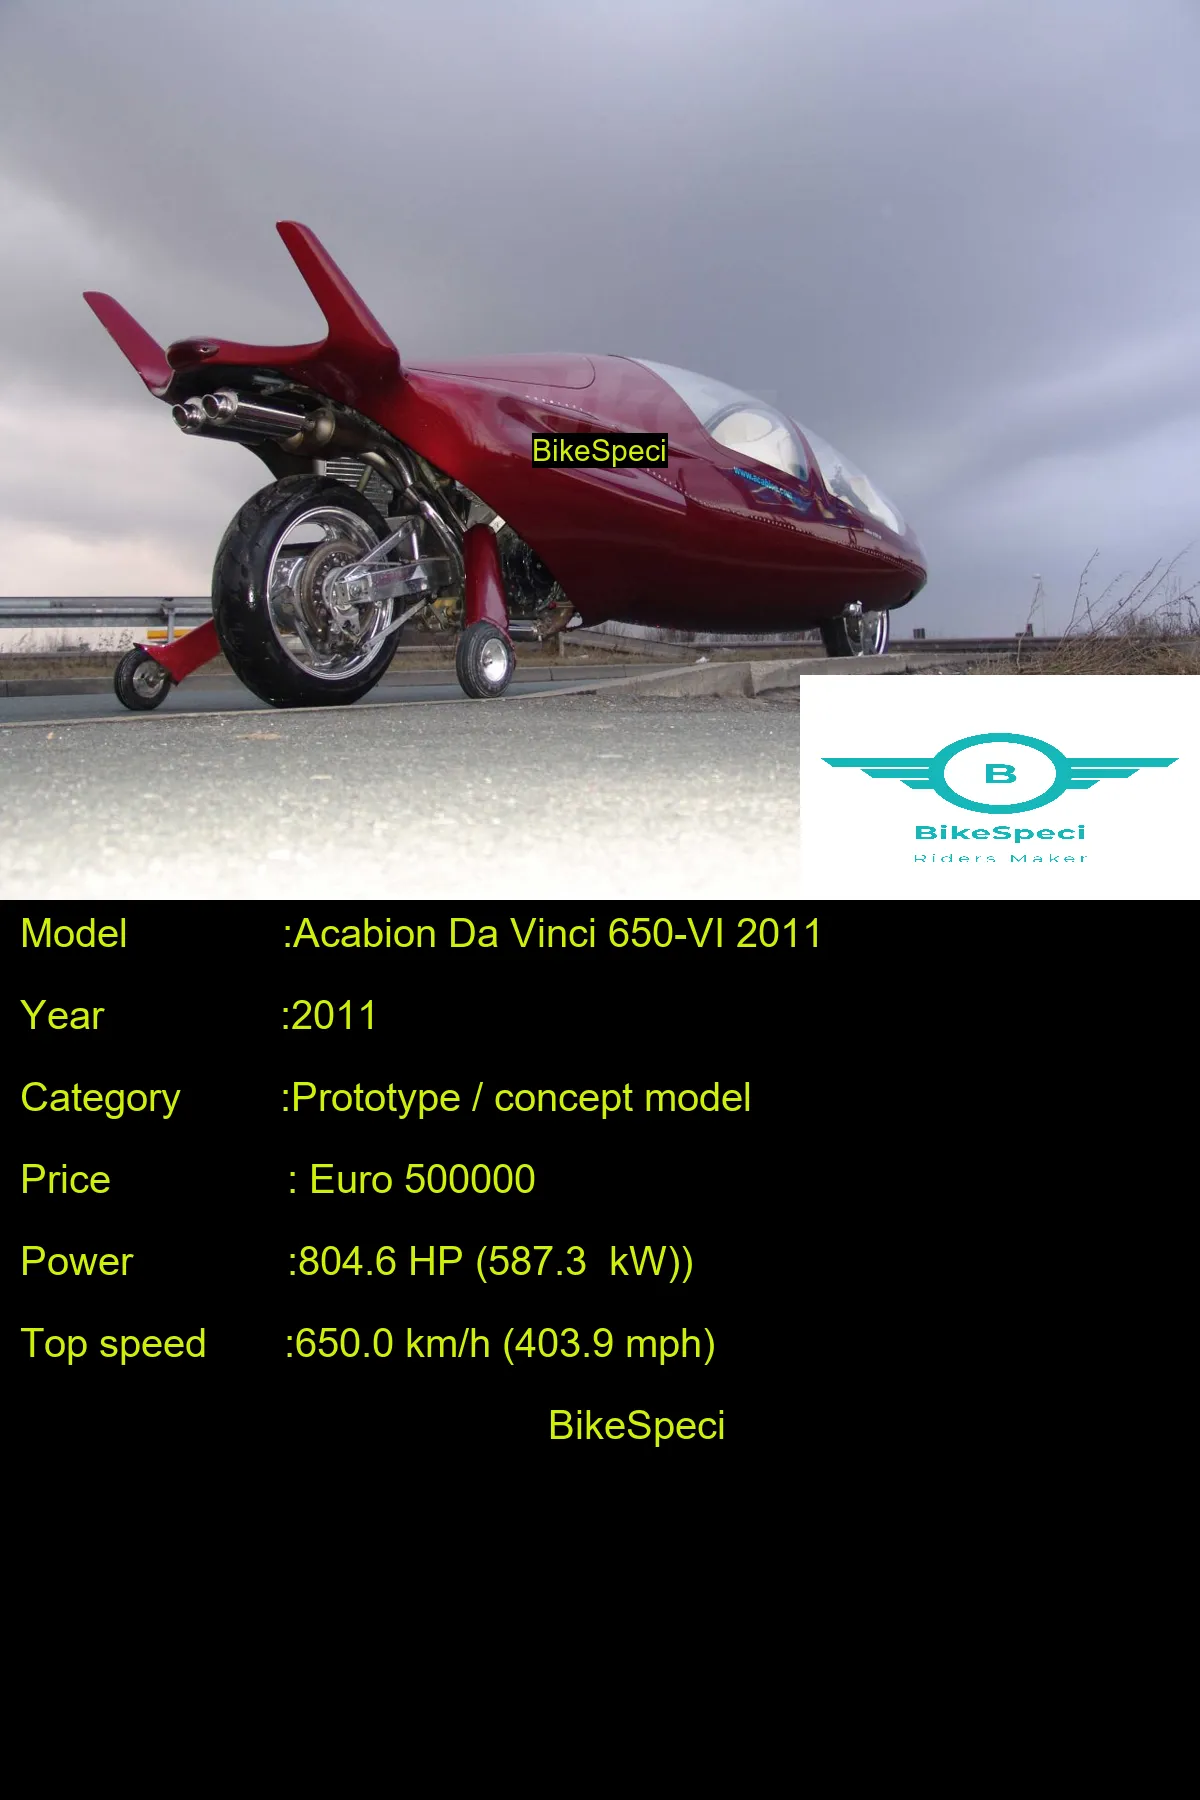 BikeSpeci
www.acabion.com
B
BikeSpeci
Riders Maker
Model :Acabion Da Vinci 650-VI 2011
Year :2011
Category :Prototype / concept model
Price : Euro 500000
Power :804.6 HP (587.3 kW))
Top speed :650.0 km/h (403.9 mph)
BikeSpeci